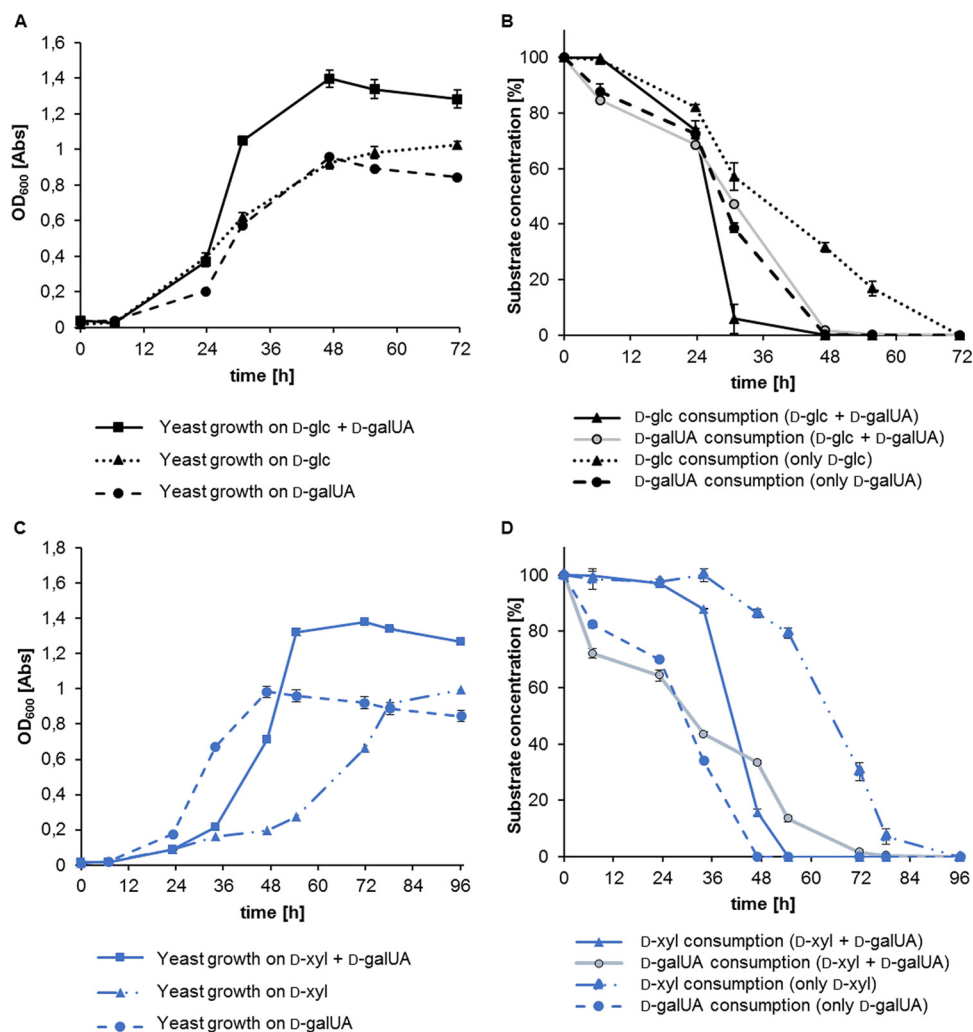 A
1,8
1,6
1,4
1,2
1
0,8
0,6
0,4
0,2
0
OD600 [Abs]
0 12 24 36 48 60 72
time [h]
Yeast growth on D-glc + D-galUA
Yeast growth on D-glc
Yeast growth on D-galUA
B
100
80
60
40
20
0
Substrate concentration [%]
0 12 24 36 48 60 72
time [h]
D-glc consumption (D-glc + D-galUA)
D-galUA consumption (D-glc + D-galUA)
D-glc consumption (only D-glc)
D-galUA consumption (only D-galUA)
C
1,8
1,6
1,4
1,2
1
0,8
0,6
0,4
0,2
0
OD600 [Abs]
0 12 24 36 48 60 72 84 96
time [h]
Yeast growth on D-xyl + D-galUA
Yeast growth on D-xyl
Yeast growth on D-galUA
D
100
80
60
40
20
0
Substrate concentration [%]
0 12 24 36 48 60 72 84 96
time [h]
D-xyl consumption (D-xyl + D-galUA)
D-galUA consumption (D-xyl + D-galUA)
D-xyl consumption (only D-xyl)
D-galUA consumption (only D-galUA)